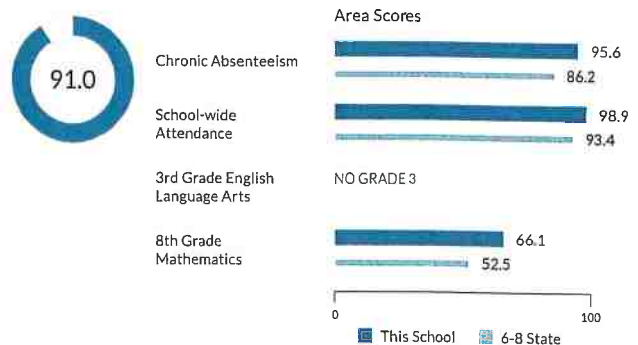 Area Scores
91.0
Chronic Absenteeism
95.6
86.2
School-wide
Attendance
98.9
93.4
3rd Grade English
Language Arts
NO GRADE 3
8th Grade
Mathematics
66.1
52.5
0
100
This School
6-8 State